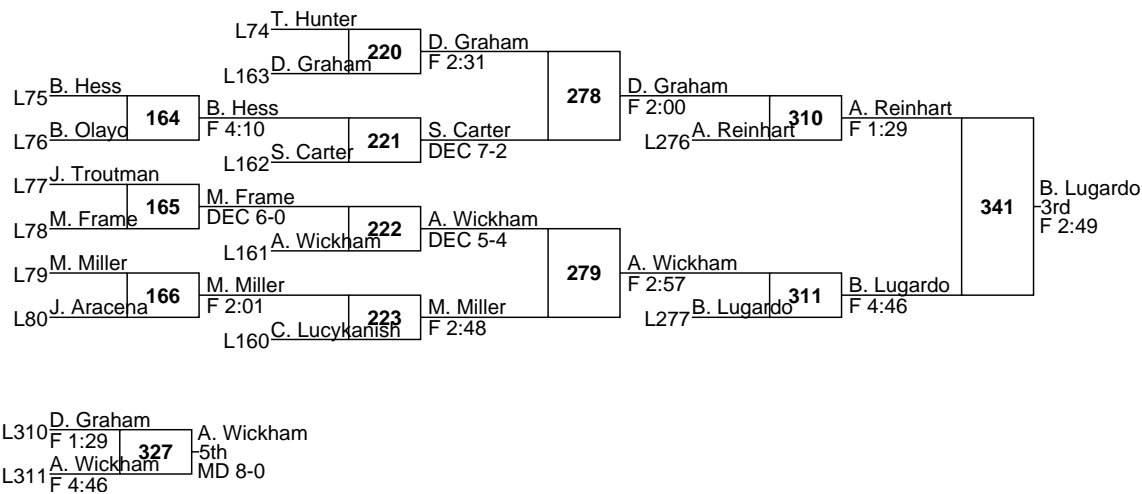 T. Hunter
L74
220
D. Graham
F 2:31
D. Graham
L163
278
D. Graham
F 2:00
B. Hess
L75
164
B. Hess
F 4:10
B. Olayo
L76
221
S. Carter
DEC 7-2
S. Carter
L162
310
A. Reinhart
F 1:29
A. Reinhart
L276
J. Troutman
L77
165
M. Frame
DEC 6-0
M. Frame
L78
222
A. Wickham
DEC 5-4
A. Wickham
L161
341
B. Lugardo
3rd
F 2:49
M. Miller
L79
166
M. Miller
F 2:01
J. Aracena
L80
279
A. Wickham
F 2:57
223
M. Miller
F 2:48
C. Lucykanish
L160
311
B. Lugardo
F 4:46
B. Lugardo
L277
D. Graham
L310
F 1:29
327
A. Wickham
5th
MD 8-0
A. Wickham
L311
F 4:46